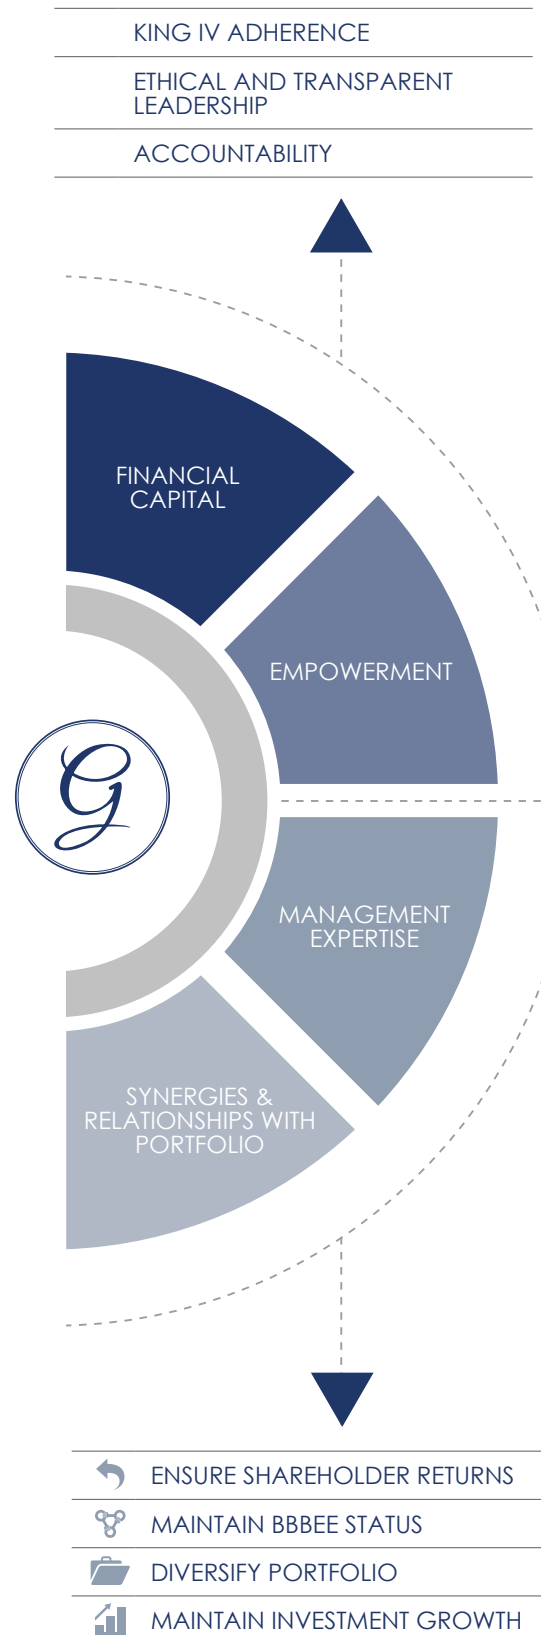 KING IV ADHERENCE
ETHICAL AND TRANSPARENT
LEADERSHIP
ACCOUNTABILITY
FINANCIAL
CAPITAL
EMPOWERMENT
G
MANAGEMENT
EXPERTISE
SYNERGIES &
RELATIONSHIPS WITH
PORTFOLIO
ENSURE SHAREHOLDER RETURNS
MAINTAIN BBBEE STATUS
DIVERSIFY PORTFOLIO
MAINTAIN INVESTMENT GROWTH